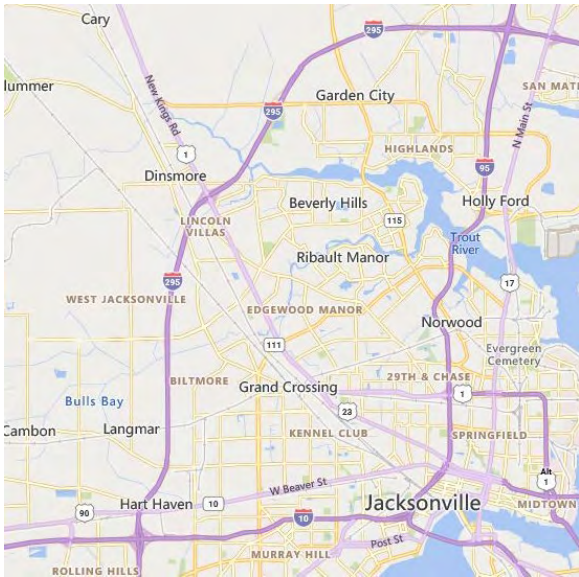 Cary
295
lummer
New Kings Rd
Garden City
N Main St
SAN MATE
295
HIGHLANDS
1
95
Dinsmore
Beverly Hills
Holly Ford
115
LINCOLN
VILLAS
Trout
River
Ribault Manor
295
17
WEST JACKSONVILLE
EDGEWOOD MANOR
Norwood
111
Evergreen
Cemetery
BILTMORE
29TH & CHASE
Grand Crossing
1
Bulls Bay
23
Cambon
Langmar
KENNEL CLUB
SPRINGFIELD
Alt
1
W Beaver St
Hart Haven
10
Jacksonville
MIDTOWN
90
10
Post St
MURRAY HILL
ROLLING HILLS